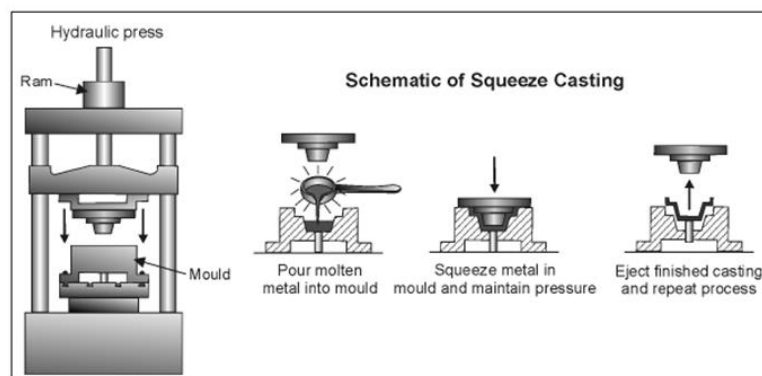 Hydraulic press
Ram
Schematic of Squeeze Casting
Mould
Pour molten
metal into mould
Squeeze metal in
mould and maintain pressure
Eject finished casting
and repeat process